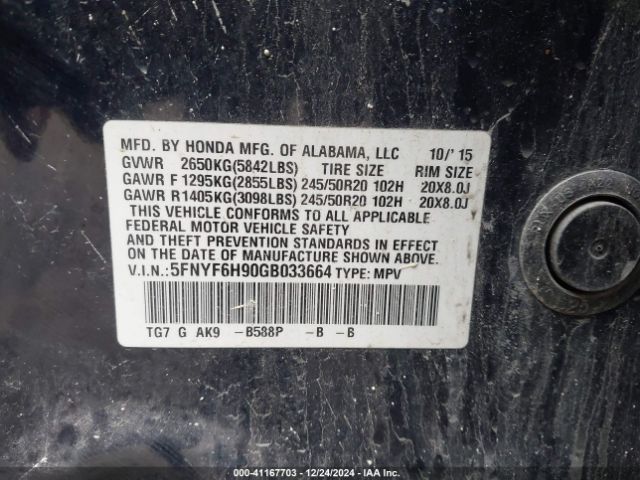 MFD. BY HONDA MFG. OF ALABAMA, LLC 10/'15
GVWR 2650KG(5842LBS) TIRE SIZE RIM SIZE
GAWR F 1295KG(2855LBS) 245/50R20 102H 20X8.0J
GAWR R 1405KG(3098LBS) 245/50R20 102H 20X8.0J
THIS VEHICLE CONFORMS TO ALL APPLICABLE
FEDERAL MOTOR VEHICLE SAFETY
AND THEFT PREVENTION STANDARDS IN EFFECT
ON THE DATE OF MANUFACTURE SHOWN ABOVE.
V.I.N.: 5FNYF6H90GB033664 TYPE: MPV
TG7 G AK9 -B588P -B -B
000-41167703 - 12/24/2024 - IAA Inc.